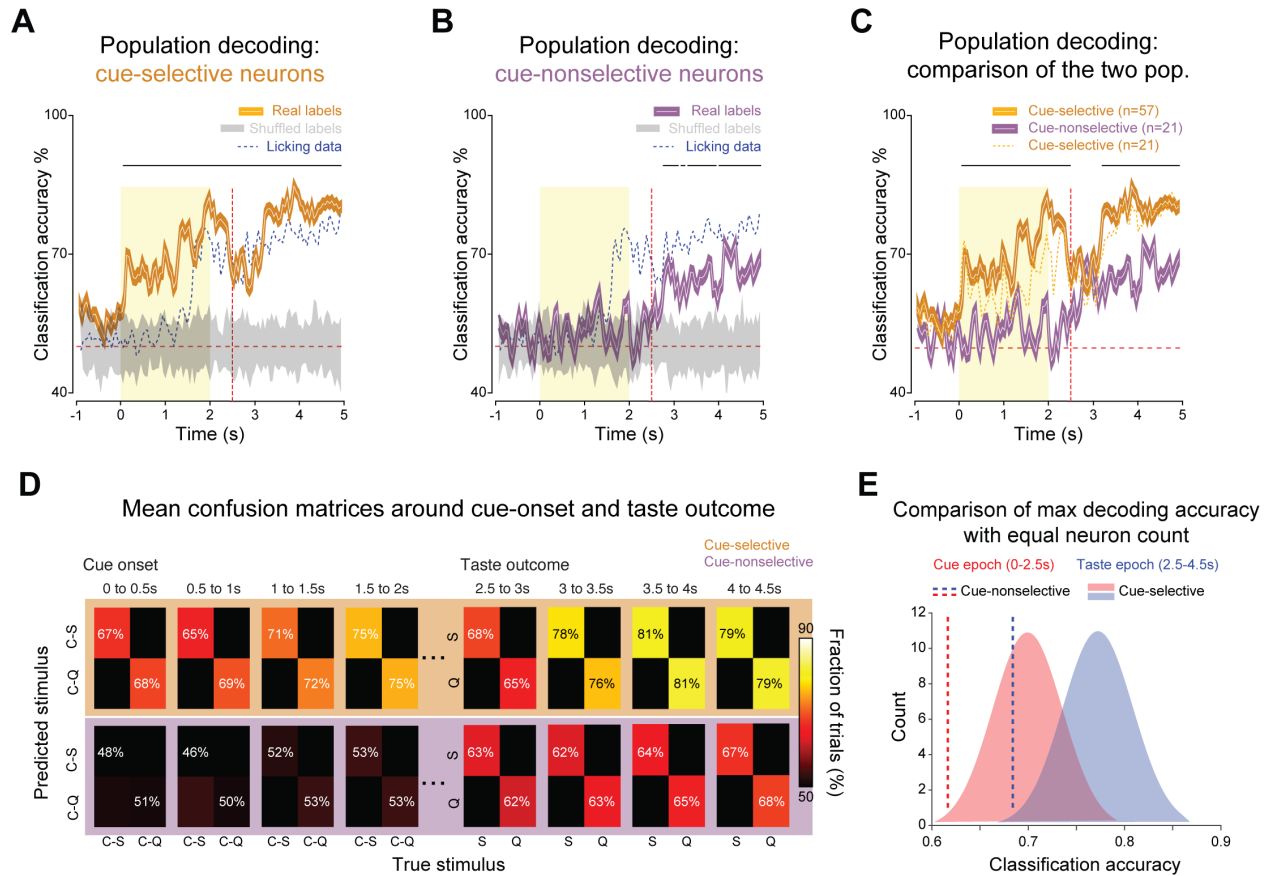 A
Population decoding:
cue-selective neurons
Real labels
Shuffled labels
Licking data
Classification accuracy %
100
70
40
-1 0 1 2 3 4 5
Time (s)
B
Population decoding:
cue-nonselective neurons
Real labels
Shuffled labels
Licking data
Classification accuracy %
100
70
40
-1 0 1 2 3 4 5
Time (s)
C
Population decoding:
comparison of the two pop.
Cue-selective (n=57)
Cue-nonselective (n=21)
Cue-selective (n=21)
Classification accuracy %
100
70
40
-1 0 1 2 3 4 5
Time (s)
D
Mean confusion matrices around cue-onset and taste outcome
Cue-selective
Cue-nonselective
Cue onset
Taste outcome
0 to 0.5s 0.5 to 1s 1 to 1.5s 1.5 to 2s 2.5 to 3s 3 to 3.5s 3.5 to 4s 4 to 4.5s
Predicted stimulus
C-S 67% 65% 71% 75% S 68% 78% 81% 79%
C-Q 68% 69% 72% 75% ... Q 65% 76% 81% 79%
C-S 48% 46% 52% 53% S 63% 62% 64% 67%
C-Q 51% 50% 53% 53% ... Q 62% 63% 65% 68%
C-S C-Q C-S C-Q C-S C-Q C-S C-Q S Q S Q S Q S Q
True stimulus
90
50
Fraction of trials (%)
E
Comparison of max decoding accuracy
with equal neuron count
Cue epoch (0-2.5s) Taste epoch (2.5-4.5s)
Cue-nonselective Cue-selective
Count
12
10
8
6
4
2
0
0.6 0.7 0.8 0.9
Classification accuracy